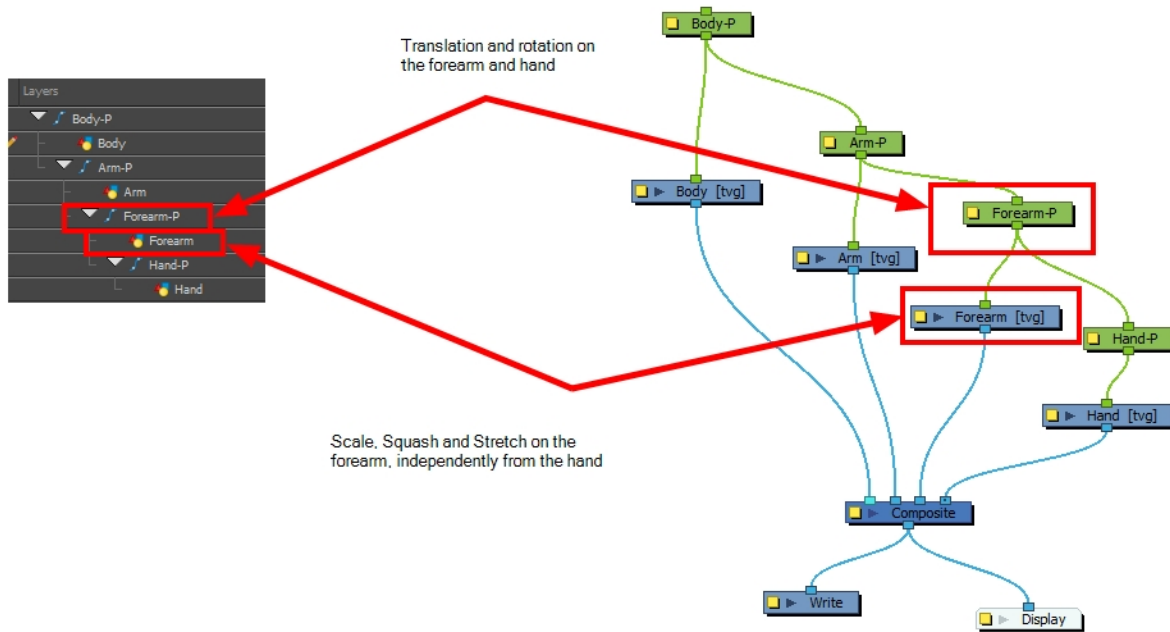 Body-P
Translation and rotation on
the forearm and hand
Layers
Body-P
Body
Arm-P
Arm
Forearm-P
Forearm
Hand-P
Hand
Arm-P
Body [tvg]
Forearm-P
Arm [tvg]
Forearm [tvg]
Hand-P
Hand [tvg]
Scale, Squash and Stretch on the
forearm, independently from the hand
Composite
Write
Display